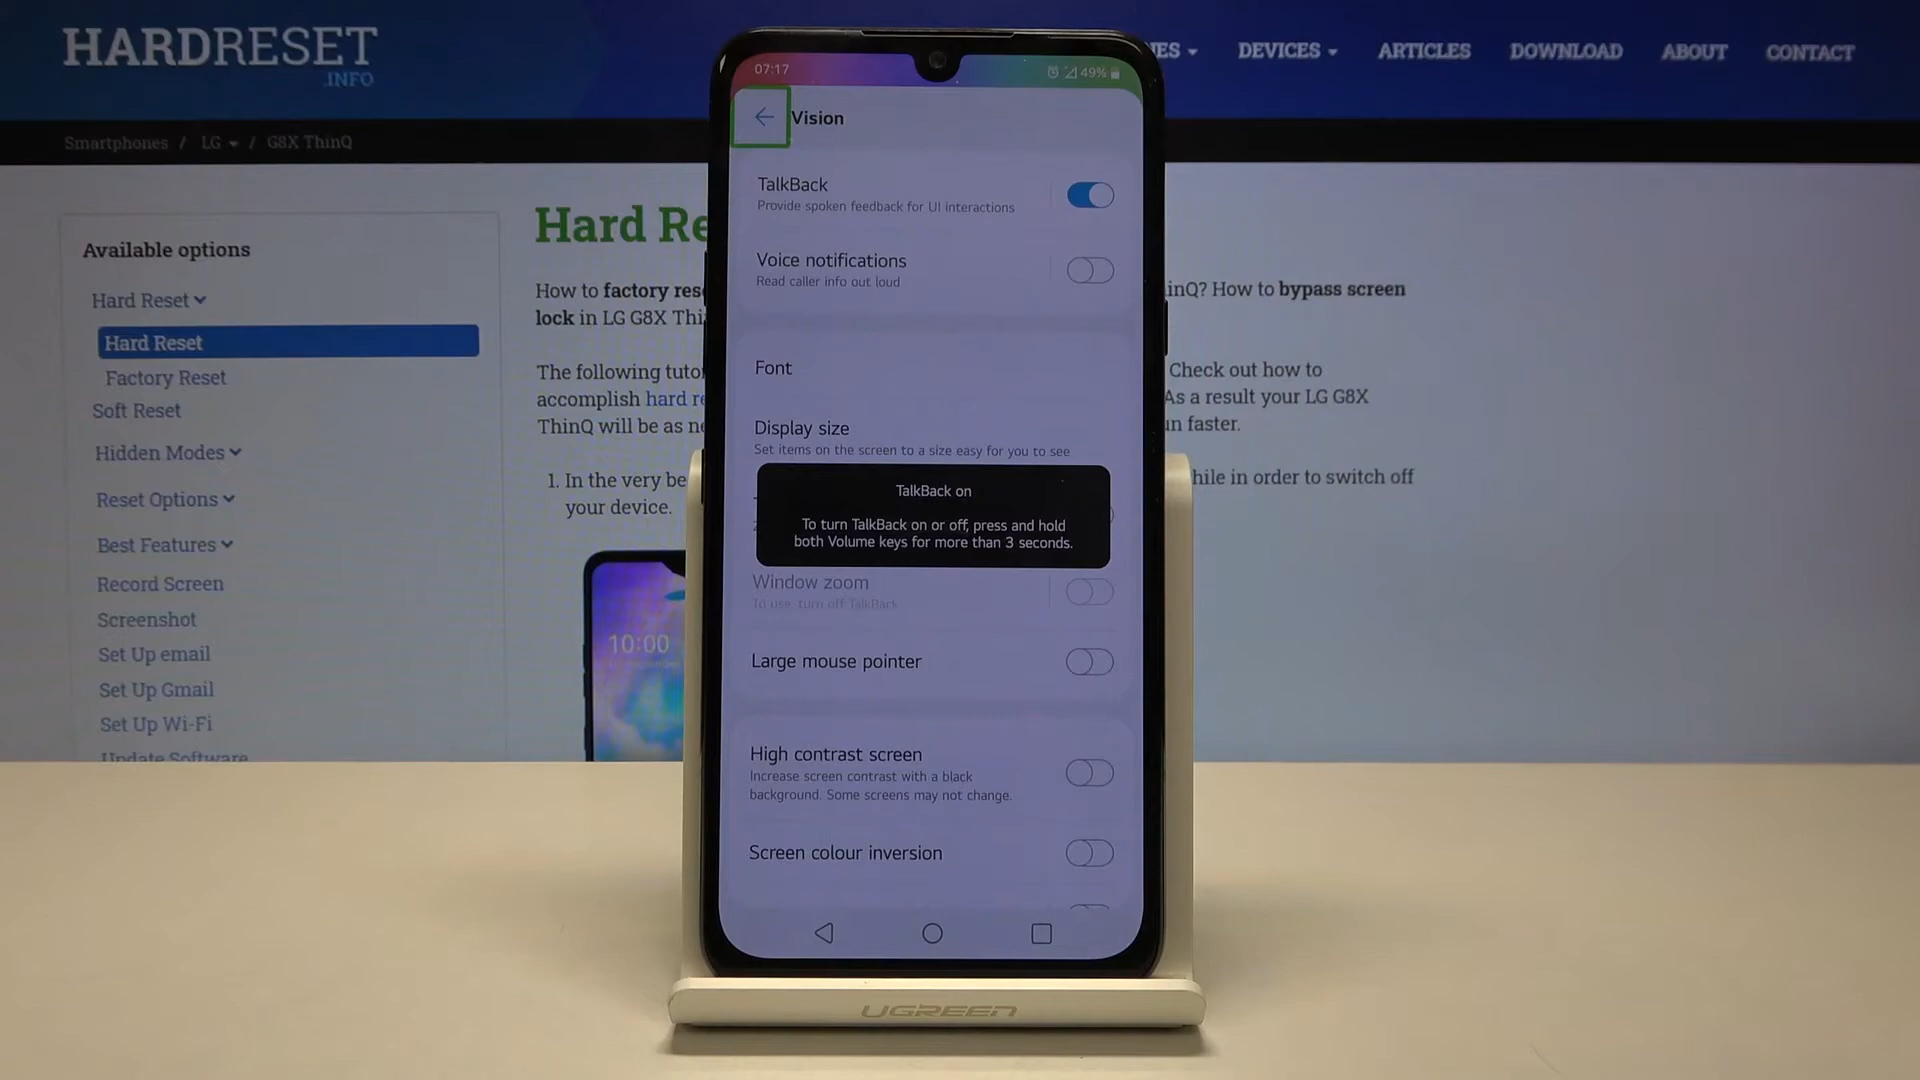 HARDRESET
.INFO
DEVICES
ARTICLES
DOWNLOAD
ABOUT
CONTACT
Smartphones / LG / G8X ThinQ
Available options
Hard Reset
Hard Reset
Factory Reset
Soft Reset
Hidden Modes
Reset Options
Best Features
Record Screen
Screenshot
Set Up email
Set Up Gmail
Set Up Wi-Fi
Update Software
Hard Re
How to factory res
lock in LG G8X Thi
The following tuto
accomplish hard re
ThinQ will be as ne
1. In the very be
your device.
10:00
07:17
49%
Vision
TalkBack
Provide spoken feedback for UI interactions
Voice notifications
Read caller info out loud
Font
Display size
Set items on the screen to a size easy for you to see
TalkBack on
To turn TalkBack on or off, press and hold
both Volume keys for more than 3 seconds.
Window zoom
To use, turn off TalkBack
Large mouse pointer
High contrast screen
Increase screen contrast with a black
background. Some screens may not change.
Screen colour inversion
inQ? How to bypass screen
Check out how to
As a result your LG G8X
n faster.
hile in order to switch off
UGREEN